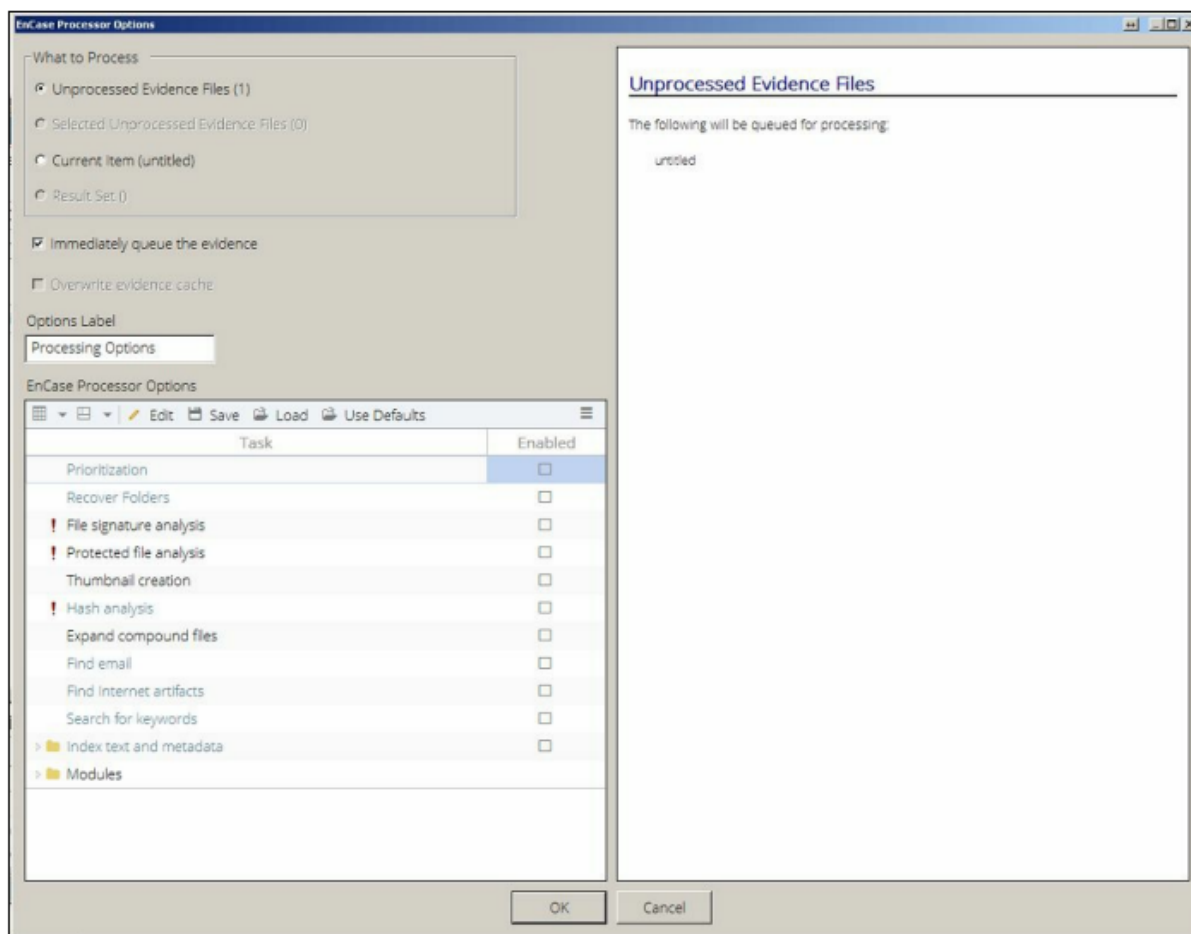 EnCase Processor Options
What to Process
Unprocessed Evidence Files (1)
Selected Unprocessed Evidence Files (0)
Current Item (untitled)
Result Set ()
Immediately queue the evidence
Overwrite evidence cache
Options Label
Processing Options
EnCase Processor Options
Edit Save Load Use Defaults
Task Enabled
Prioritization
Recover Folders
! File signature analysis
! Protected file analysis
Thumbnail creation
! Hash analysis
Expand compound files
Find email
Find Internet artifacts
Search for keywords
Index text and metadata
Modules
Unprocessed Evidence Files
The following will be queued for processing:
untitled
OK Cancel